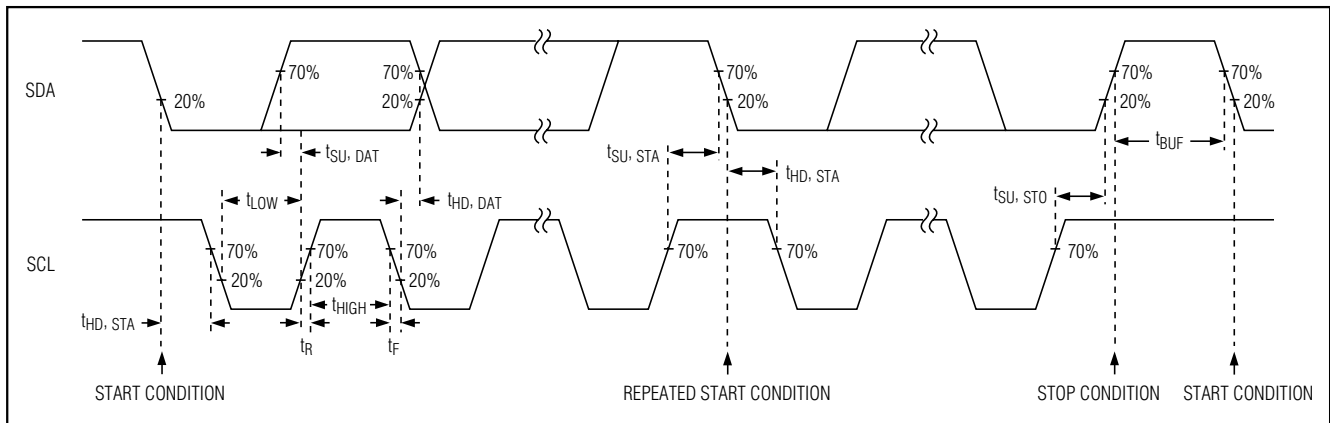 SDA
20%
70%
70%
20%
70%
20%
70%
20%
70%
20%
tSU, DAT
tHD, DAT
tSU, STA
tHD, STA
tBUF
tSU, STO
tLOW
SCL
70%
20%
70%
20%
70%
20%
70%
70%
70%
tHIGH
tHD, STA
tR
tF
START CONDITION
REPEATED START CONDITION
STOP CONDITION
START CONDITION